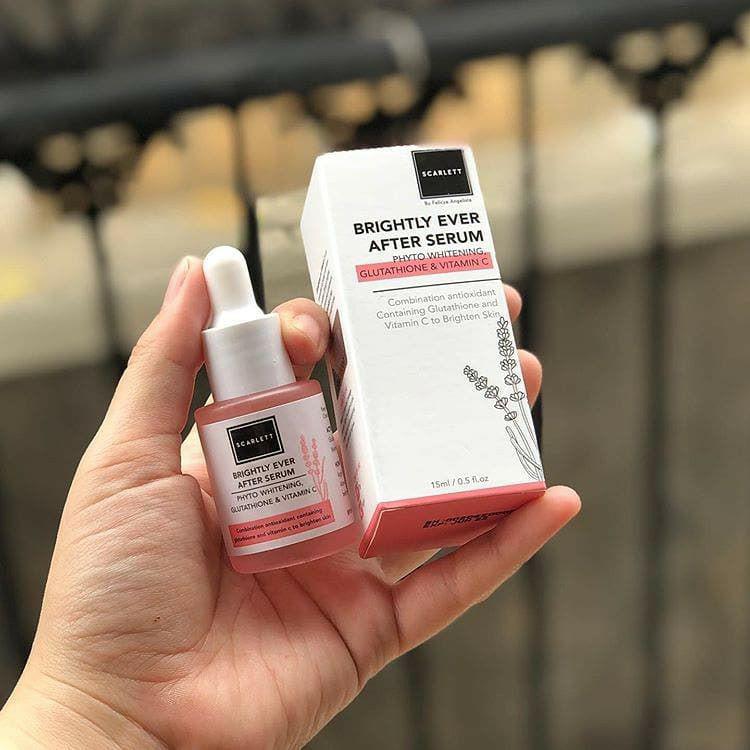 SCARLETT
By Felicya Angelista
BRIGHTLY EVER
AFTER SERUM
PHYTO WHITENING,
GLUTATHIONE & VITAMIN C
Combination antioxidant
Containing Glutathione and
Vitamin C to Brighten Skin
15ml / 0.5 fl.oz
SCARLETT
BRIGHTLY EVER
AFTER SERUM
PHYTO WHITENING,
GLUTATHIONE & VITAMIN C
Combination antioxidant containing
glutathione and vitamin c to brighten skin